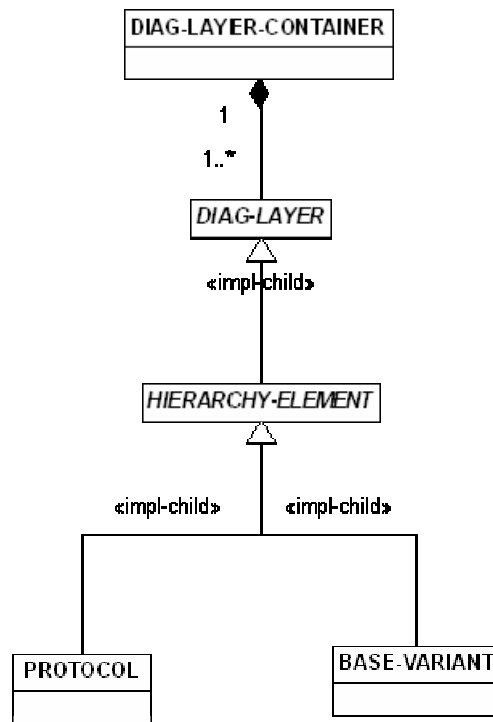 DIAG-LAYER-CONTAINER
1
1..*
DIAG-LAYER
«impl-child»
HIERARCHY-ELEMENT
«impl-child» «impl-child»
PROTOCOL
BASE-VARIANT